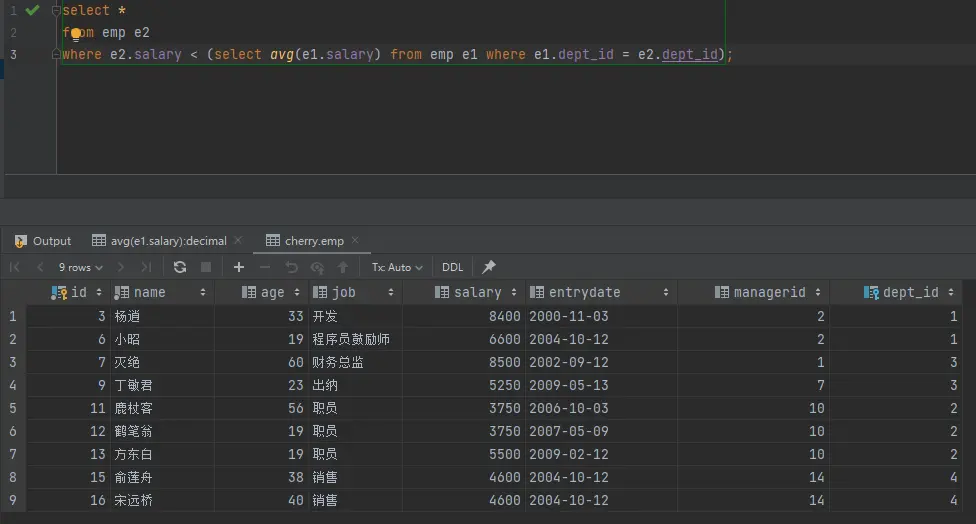 1 select *
2 from emp e2
3 where e2.salary < (select avg(e1.salary) from emp e1 where e1.dept_id = e2.dept_id);
Output avg(e1.salary):decimal cherry.emp
9 rows Tx: Auto DDL
id name age job salary entrydate managerid dept_id
1 3 杨逍 33 开发 8400 2000-11-03 2 1
2 6 小昭 19 程序员鼓励师 6600 2004-10-12 2 1
3 7 灭绝 60 财务总监 8500 2002-09-12 1 3
4 9 丁敏君 23 出纳 5250 2009-05-13 7 3
5 11 鹿杖客 56 职员 3750 2006-10-03 10 2
6 12 鹤笔翁 19 职员 3750 2007-05-09 10 2
7 13 方东白 19 职员 5500 2009-02-12 10 2
8 15 俞莲舟 38 销售 4600 2004-10-12 14 4
9 16 宋远桥 40 销售 4600 2004-10-12 14 4